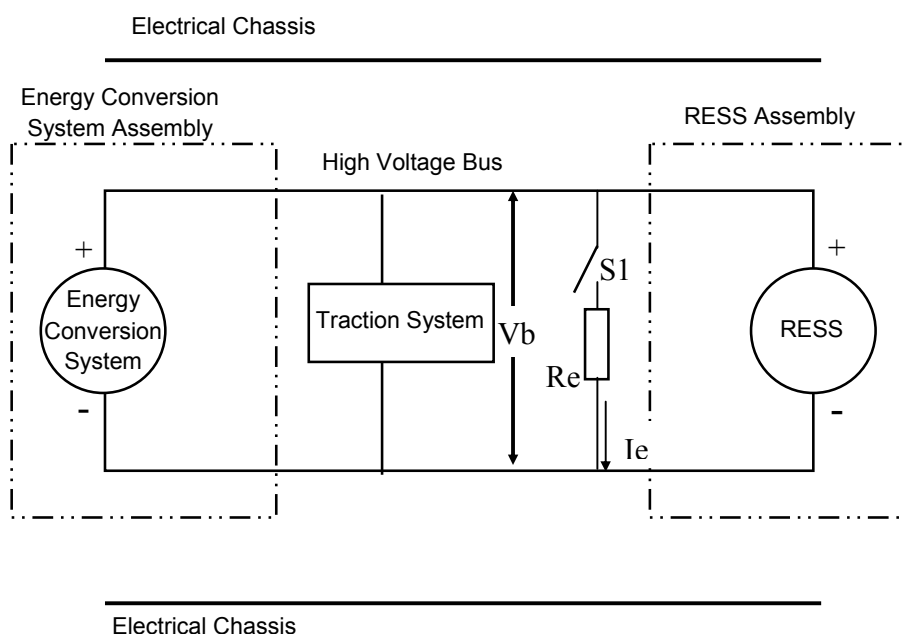 Electrical Chassis
Energy Conversion
System Assembly
RESS Assembly
High Voltage Bus
+
+
S1
Energy
Conversion
System
Traction System
Vb
RESS
Re
-
-
Ie
Electrical Chassis